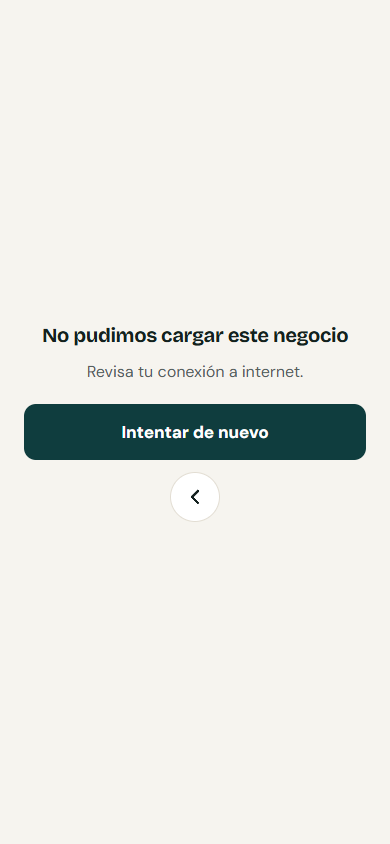 No pudimos cargar este negocio
Revisa tu conexión a internet.
Intentar de nuevo